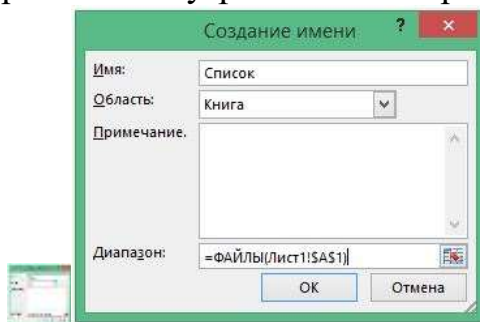 Создание имени ? ×
Имя: Список
Область: Книга
Примечание.
Диапазон: =ФАЙЛЫ(Лист1!$A$1)
ОК Отмена